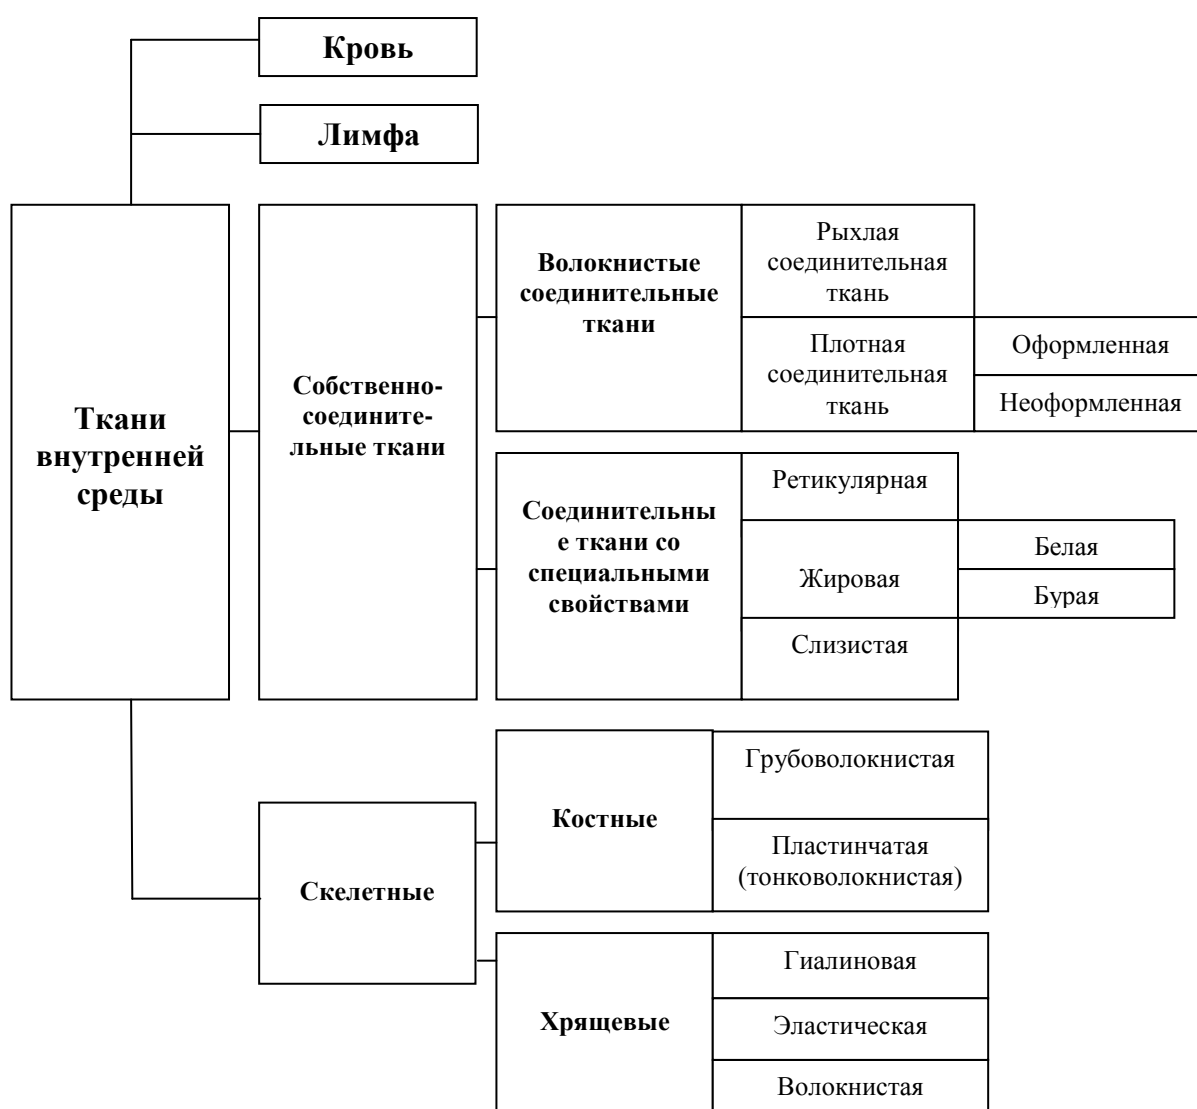 Кровь
Лимфа
Ткани
внутренней
среды
Собственно-
соедините-
льные ткани
Волокнистые
соединительные
ткани
Рыхлая
соединительная
ткань
Плотная
соединительная
ткань
Оформленная
Неоформленная
Соединительны
е ткани со
специальными
свойствами
Ретикулярная
Жировая
Белая
Бурая
Слизистая
Скелетные
Костные
Грубоволокнистая
Пластинчатая
(тонковолокнистая)
Хрящевые
Гиалиновая
Эластическая
Волокнистая